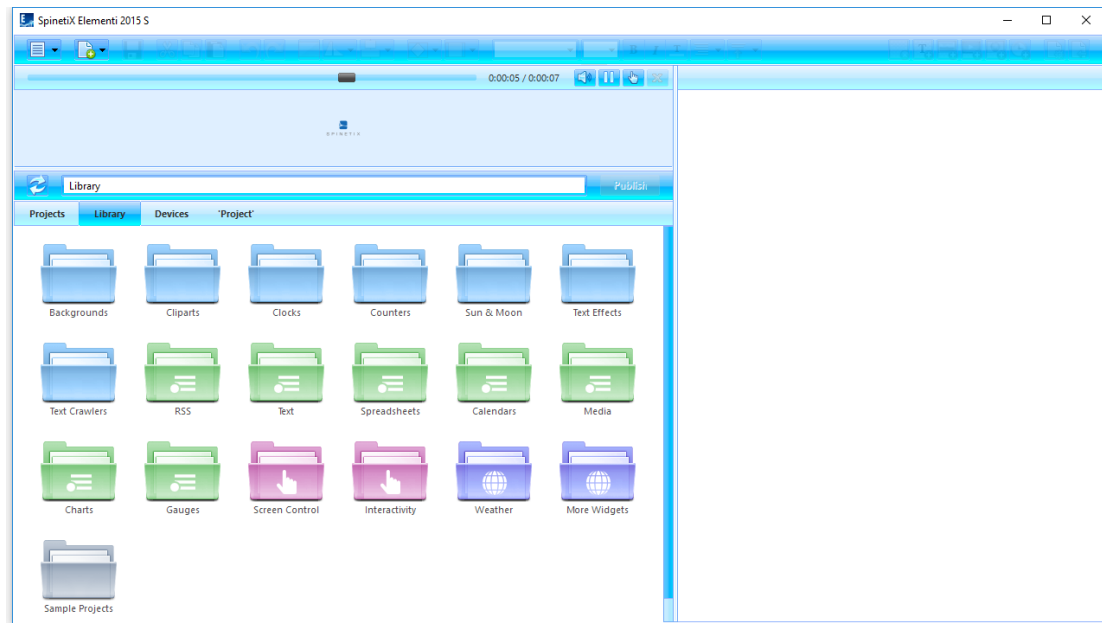 SpinetiX Elementi 2015 S
B I T
0:00:05 / 0:00:07
SPINETIX
Library
Publish
Projects Library Devices 'Project'
Backgrounds Cliparts Clocks Counters Sun & Moon Text Effects
Text Crawlers RSS Text Spreadsheets Calendars Media
Charts Gauges Screen Control Interactivity Weather More Widgets
Sample Projects